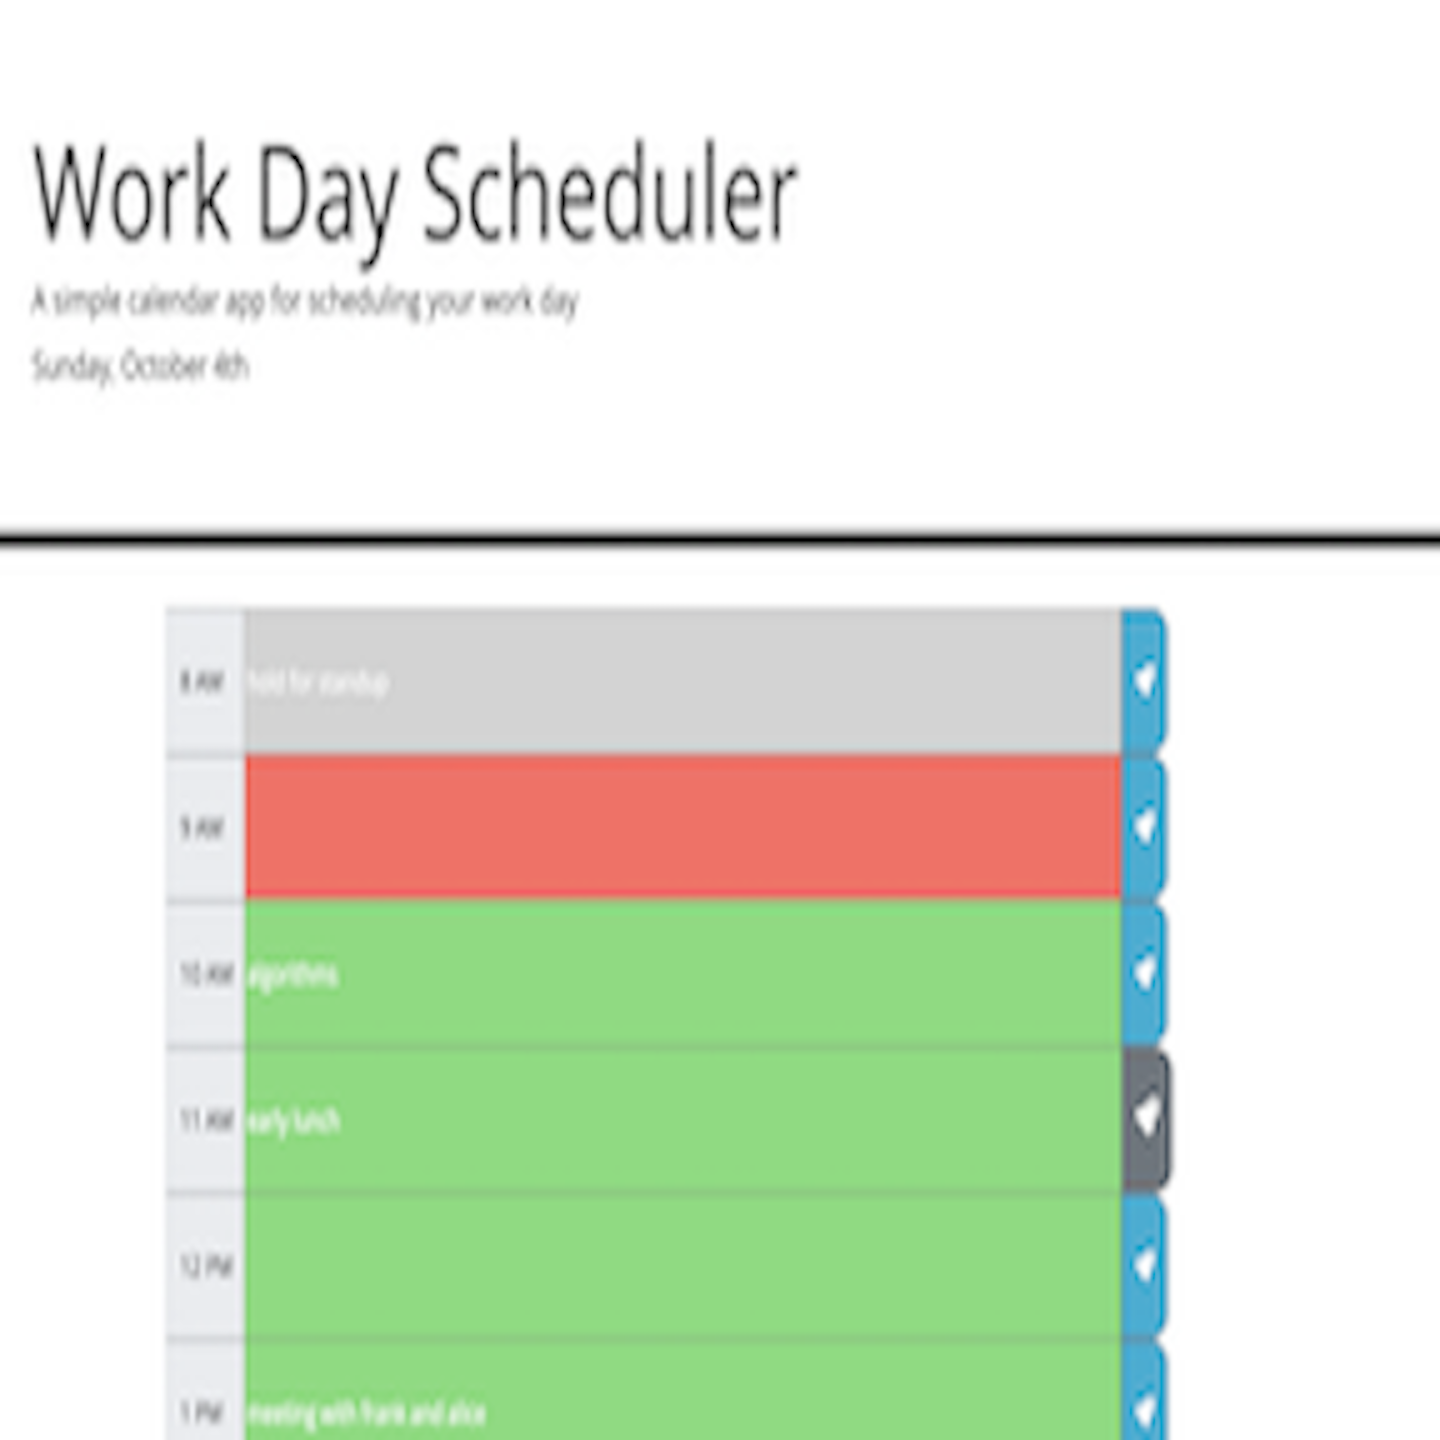 Work Day Scheduler
A simple calendar app for scheduling your work day
Sunday, October 4th
8 AM hold for standup
9 AM
10 AM algorithms
11 AM early lunch
12 PM
1 PM meeting with frank and alice